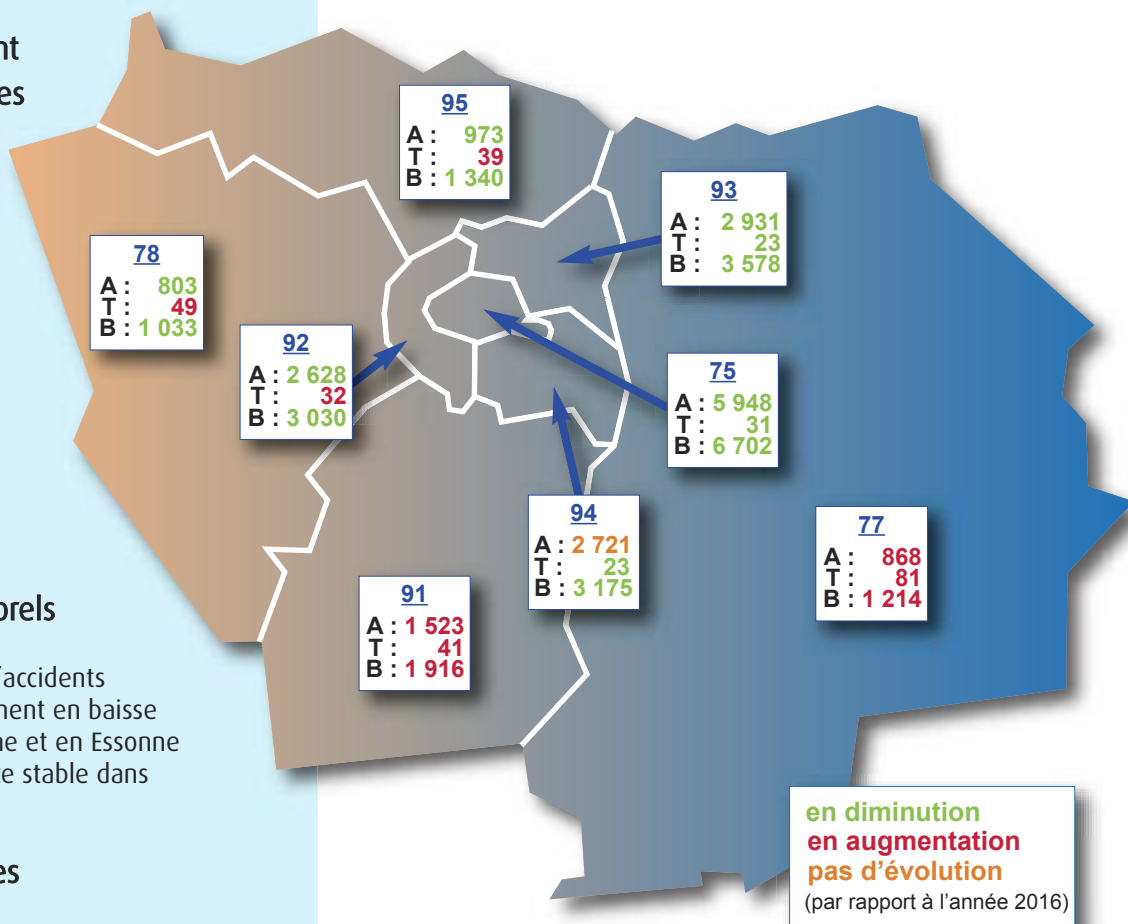 nt
es
orels
'accidents
ment en baisse
ne et en Essonne
te stable dans
es
95
A : 973
T : 39
B : 1 340
93
A : 2 931
T : 23
B : 3 578
78
A : 803
T : 49
B : 1 033
92
A : 2 628
T : 32
B : 3 030
75
A : 5 948
T : 31
B : 6 702
94
A : 2 721
T : 23
B : 3 175
77
A : 868
T : 81
B : 1 214
91
A : 1 523
T : 41
B : 1 916
en diminution
en augmentation
pas d'évolution
(par rapport à l'année 2016)